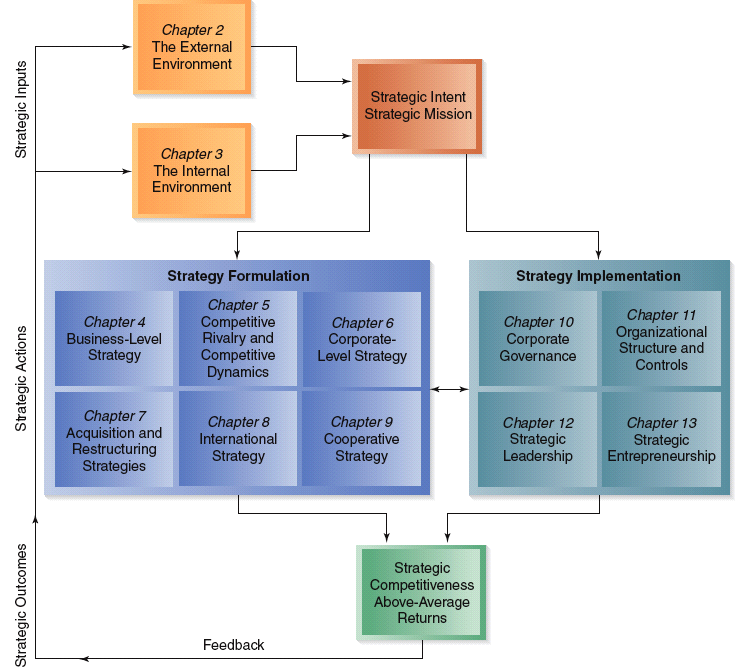 Strategic Inputs
Chapter 2
The External
Environment
Chapter 3
The Internal
Environment
Strategic Intent
Strategic Mission
Strategic Actions
Strategy Formulation
Chapter 4
Business-Level
Strategy
Chapter 5
Competitive
Rivalry and
Competitive
Dynamics
Chapter 6
Corporate-
Level Strategy
Chapter 7
Acquisition and
Restructuring
Strategies
Chapter 8
International
Strategy
Chapter 9
Cooperative
Strategy
Strategy Implementation
Chapter 10
Corporate
Governance
Chapter 11
Organizational
Structure and
Controls
Chapter 12
Strategic
Leadership
Chapter 13
Strategic
Entrepreneurship
Strategic Outcomes
Strategic
Competitiveness
Above-Average
Returns
Feedback